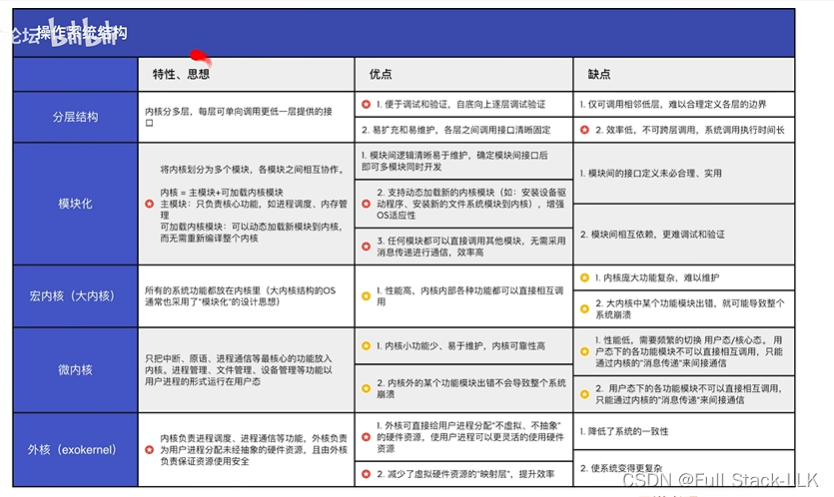 论坛 bilibili
操作系统结构
特性、思想
优点
缺点
分层结构
内核分多层，每层可单向调用更低一层提供的接
口
1. 便于调试和验证，自底向上逐层调试验证
2. 易扩充和易维护，各层之间调用接口清晰固定
1. 仅可调用相邻低层，难以合理定义各层的边界
2. 效率低，不可跨层调用，系统调用执行时间长
模块化
将内核划分为多个模块，各模块之间相互协作。
内核 = 主模块+可加载内核模块
主模块：只负责核心功能，如进程调度、内存管
理
可加载内核模块：可以动态加载新模块到内核，
而无需重新编译整个内核
1. 模块间逻辑清晰易于维护，确定模块间接口后
即可多模块同时开发
2. 支持动态加载新的内核模块（如：安装设备驱
动程序、安装新的文件系统模块到内核），增强
OS适应性
3. 任何模块都可以直接调用其他模块，无需采用
消息传递进行通信，效率高
1. 模块间的接口定义未必合理、实用
2. 模块间相互依赖，更难调试和验证
宏内核（大内核）
所有的系统功能都放在内核里（大内核结构的OS
通常也采用了“模块化”的设计思想）
1. 性能高，内核内部各种功能都可以直接相互调
用
1. 内核庞大功能复杂，难以维护
2. 大内核中某个功能模块出错，就可能导致整个
系统崩溃
微内核
只把中断、原语、进程通信等最核心的功能放入
内核。进程管理、文件管理、设备管理等功能以
用户进程的形式运行在用户态
1. 内核小功能少、易于维护，内核可靠性高
2. 内核外的某个功能模块出错不会导致整个系统
崩溃
1. 性能低，需要频繁的切换 用户态/核心态。 用
户态下的各功能模块不可以直接相互调用，只能
通过内核的"消息传递"来间接通信
2. 用户态下的各功能模块不可以直接相互调用，
只能通过内核的"消息传递"来间接通信
外核（exokernel）
内核负责进程调度、进程通信等功能，外核负责
为用户进程分配未经抽象的硬件资源，且由外核
负责保证资源使用安全
1. 外核可直接给用户进程分配“不虚拟、不抽象”
的硬件资源，使用户进程可以更灵活的使用硬件
资源
2. 减少了虚拟硬件资源的“映射层”，提升效率
1. 降低了系统的一致性
2. 使系统变得更复杂
CSDN @Full Stack-LLK